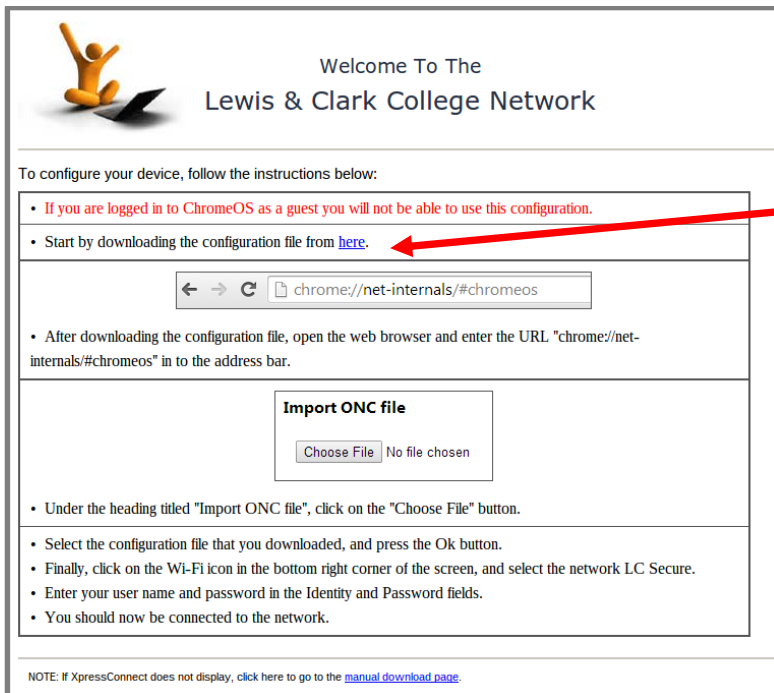 Welcome To The
Lewis & Clark College Network
To configure your device, follow the instructions below:
• If you are logged in to ChromeOS as a guest you will not be able to use this configuration.
• Start by downloading the configuration file from here.
chrome://net-internals/#chromeos
• After downloading the configuration file, open the web browser and enter the URL "chrome://net-
internals/#chromeos" in to the address bar.
Import ONC file
Choose File No file chosen
• Under the heading titled "Import ONC file", click on the "Choose File" button.
• Select the configuration file that you downloaded, and press the Ok button.
• Finally, click on the Wi-Fi icon in the bottom right corner of the screen, and select the network LC Secure.
• Enter your user name and password in the Identity and Password fields.
• You should now be connected to the network.
NOTE: If XpressConnect does not display, click here to go to the manual download page.